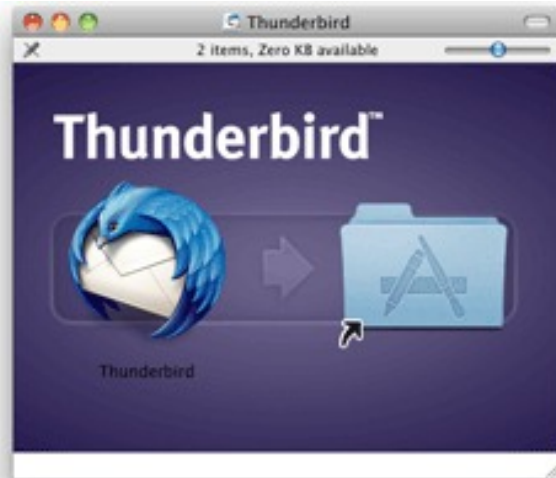 Thunderbird
2 items, Zero KB available
Thunderbird™
Thunderbird